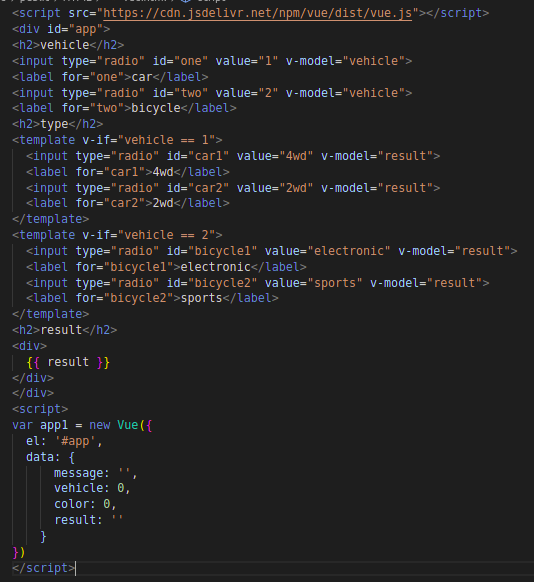 <script src="https://cdn.jsdelivr.net/npm/vue/dist/vue.js"></script>
<div id="app">
<h2>vehicle</h2>
<input type="radio" id="one" value="1" v-model="vehicle">
<label for="one">car</label>
<input type="radio" id="two" value="2" v-model="vehicle">
<label for="two">bicycle</label>
<h2>type</h2>
<template v-if="vehicle == 1">
  <input type="radio" id="car1" value="4wd" v-model="result">
  <label for="car1">4wd</label>
  <input type="radio" id="car2" value="2wd" v-model="result">
  <label for="car2">2wd</label>
</template>
<template v-if="vehicle == 2">
  <input type="radio" id="bicycle1" value="electronic" v-model="result">
  <label for="bicycle1">electronic</label>
  <input type="radio" id="bicycle2" value="sports" v-model="result">
  <label for="bicycle2">sports</label>
</template>
<h2>result</h2>
<div>
  {{ result }}
</div>
</div>
<script>
var app1 = new Vue({
  el: '#app',
  data: {
      message: '',
      vehicle: 0,
      color: 0,
      result: ''
    }
})
</script>